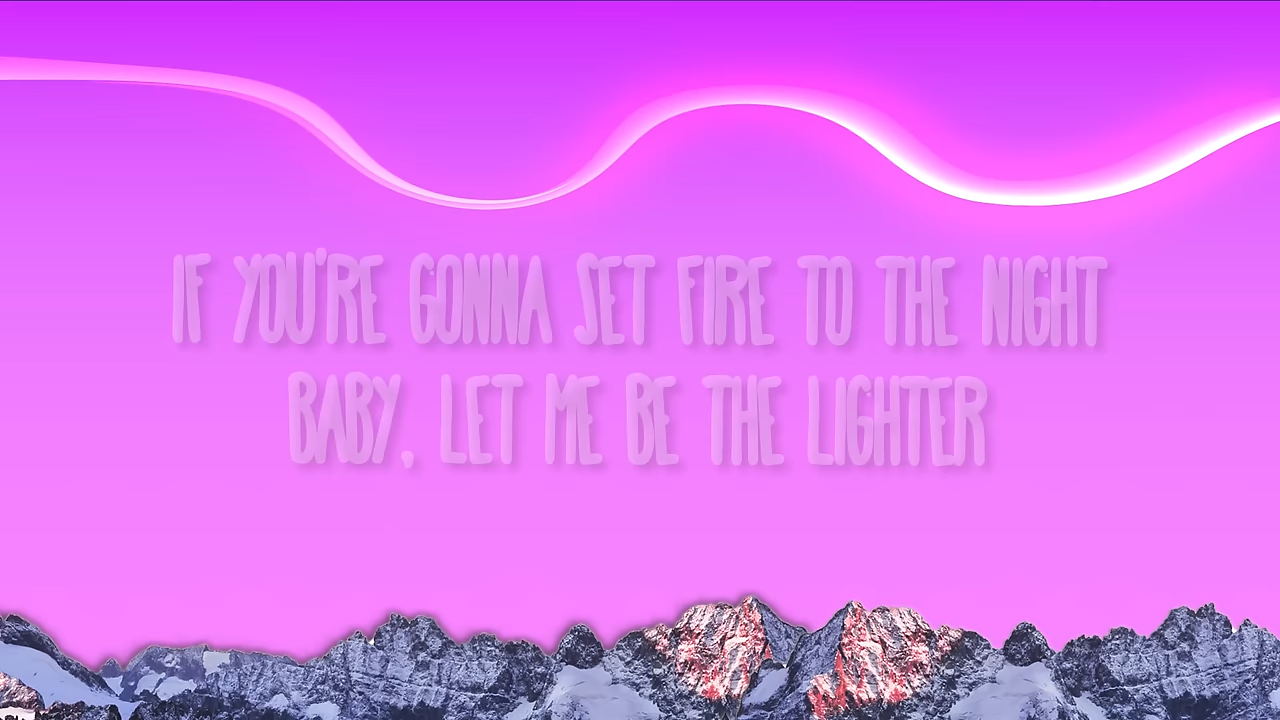 IF YOU'RE GONNA SET FIRE TO THE NIGHT
BABY, LET ME BE THE LIGHTER